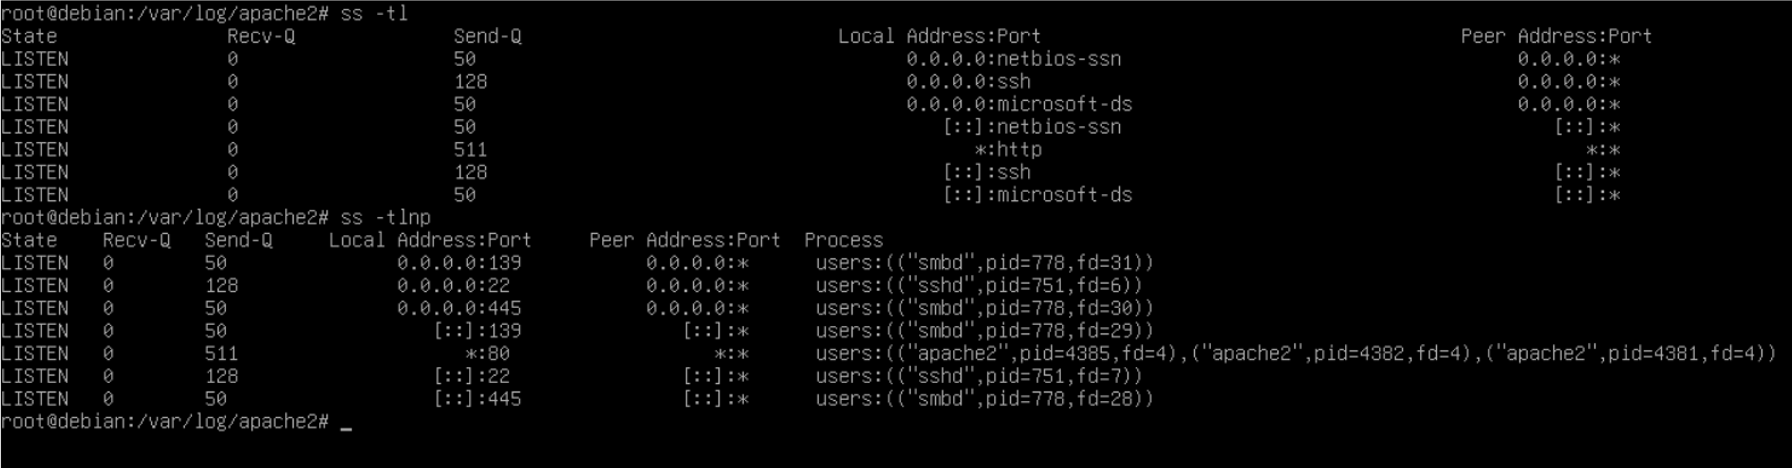 root@debian:/var/log/apache2# ss -tl
State Recv-Q Send-Q Local Address:Port Peer Address:Port
LISTEN 0 50 0.0.0.0:netbios-ssn 0.0.0.0:*
LISTEN 0 128 0.0.0.0:ssh 0.0.0.0:*
LISTEN 0 50 0.0.0.0:microsoft-ds 0.0.0.0:*
LISTEN 0 50 [::]:netbios-ssn [::]:*
LISTEN 0 511 *:http *:*
LISTEN 0 128 [::]:ssh [::]:*
LISTEN 0 50 [::]:microsoft-ds [::]:*
root@debian:/var/log/apache2# ss -tlnp
State Recv-Q Send-Q Local Address:Port Peer Address:Port Process
LISTEN 0 50 0.0.0.0:139 0.0.0.0:* users:(("smbd",pid=778,fd=31))
LISTEN 0 128 0.0.0.0:22 0.0.0.0:* users:(("sshd",pid=751,fd=6))
LISTEN 0 50 0.0.0.0:445 0.0.0.0:* users:(("smbd",pid=778,fd=30))
LISTEN 0 50 [::]:139 [::]:* users:(("smbd",pid=778,fd=29))
LISTEN 0 511 *:80 *:* users:(("apache2",pid=4385,fd=4),("apache2",pid=4382,fd=4),("apache2",pid=4381,fd=4))
LISTEN 0 128 [::]:22 [::]:* users:(("sshd",pid=751,fd=7))
LISTEN 0 50 [::]:445 [::]:* users:(("smbd",pid=778,fd=28))
root@debian:/var/log/apache2# _